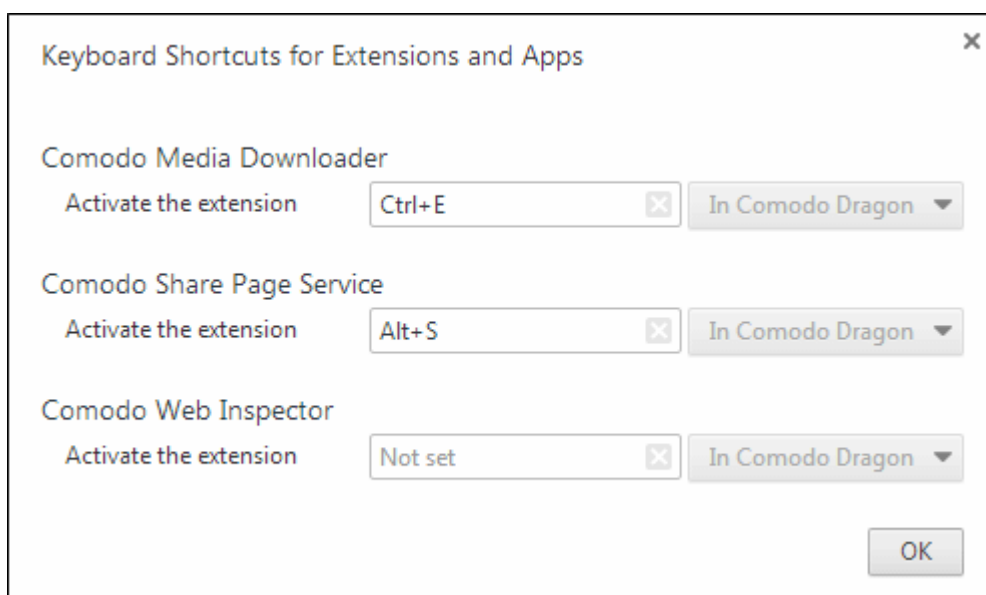 Keyboard Shortcuts for Extensions and Apps
Comodo Media Downloader
Activate the extension Ctrl+E In Comodo Dragon
Comodo Share Page Service
Activate the extension Alt+S In Comodo Dragon
Comodo Web Inspector
Activate the extension Not set In Comodo Dragon
OK